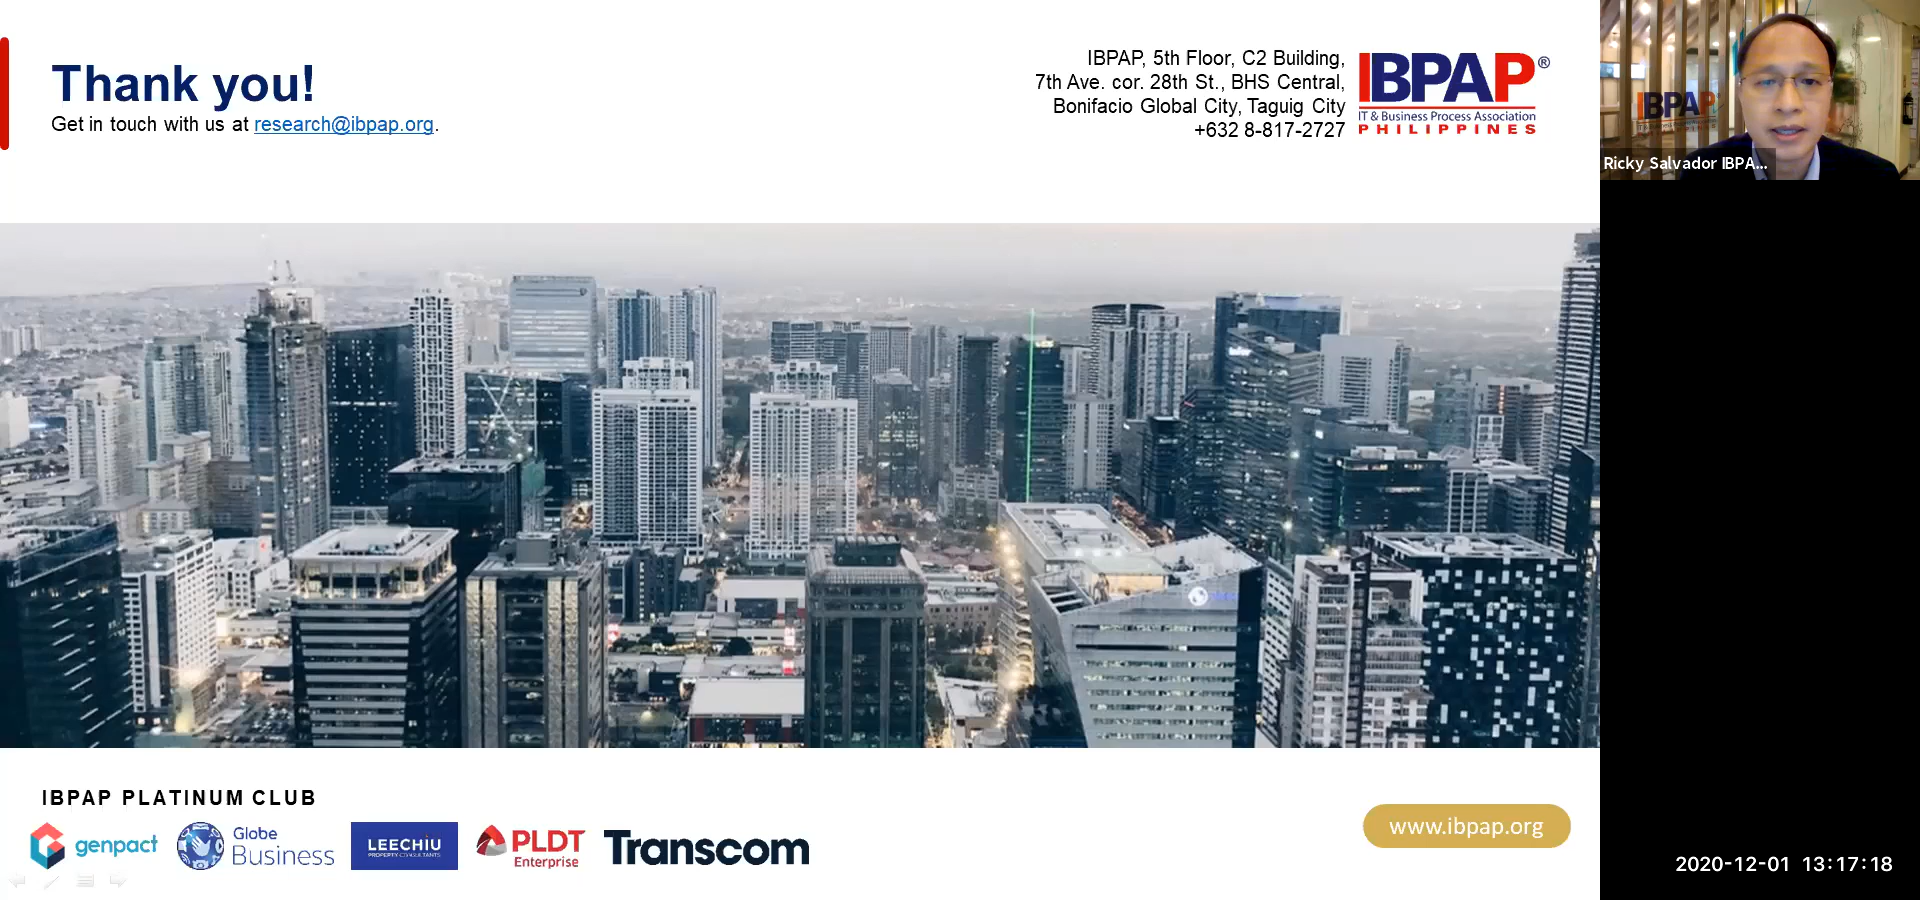 Thank you!
Get in touch with us at research@ibpap.org.
IBPAP, 5th Floor, C2 Building,
7th Ave. cor. 28th St., BHS Central,
Bonifacio Global City, Taguig City
+632 8-817-2727
IBPAP®
IT & Business Process Association
PHILIPPINES
IBPAP
Ricky Salvador IBPA...
IBPAP PLATINUM CLUB
genpact
Globe
Business
LEECHIU
PROPERTY CONSULTANTS
PLDT
Enterprise
Transcom
www.ibpap.org
2020-12-01 13:17:18